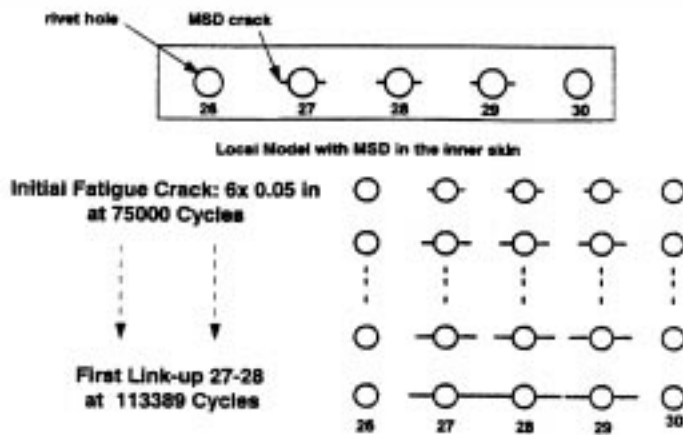 rivet hole
MSD crack
26 27 28 29 30
Local Model with MSD in the inner skin
Initial Fatigue Crack: 6x 0.05 in
at 75000 Cycles
First Link-up 27-28
at 113389 Cycles
26 27 28 29 30